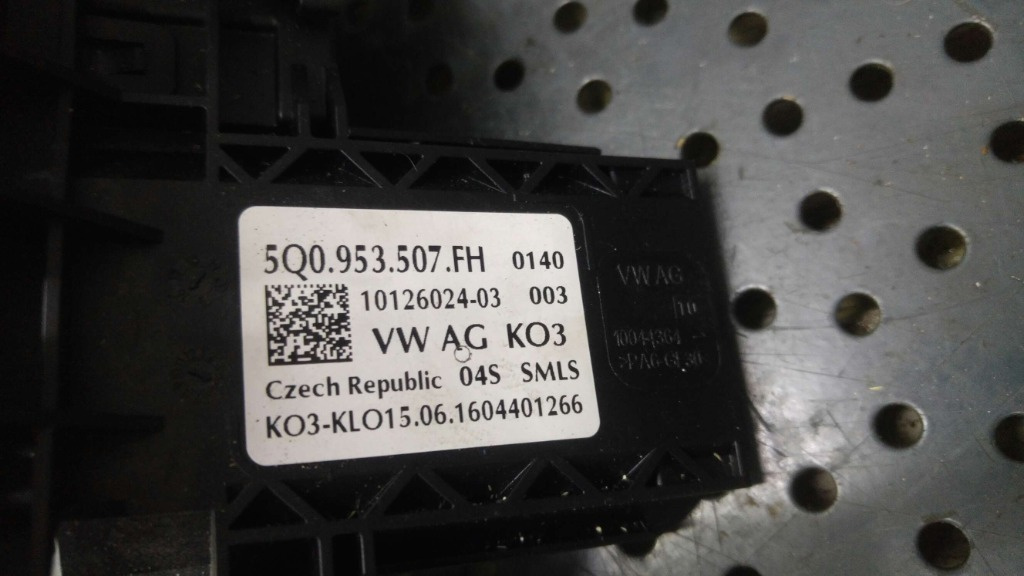 5Q0.953.507.FH 0140
10126024-03 003
VW AG KO3
Czech Republic 04S SMLS
KO3-KLO15.06.1604401266
VW AG